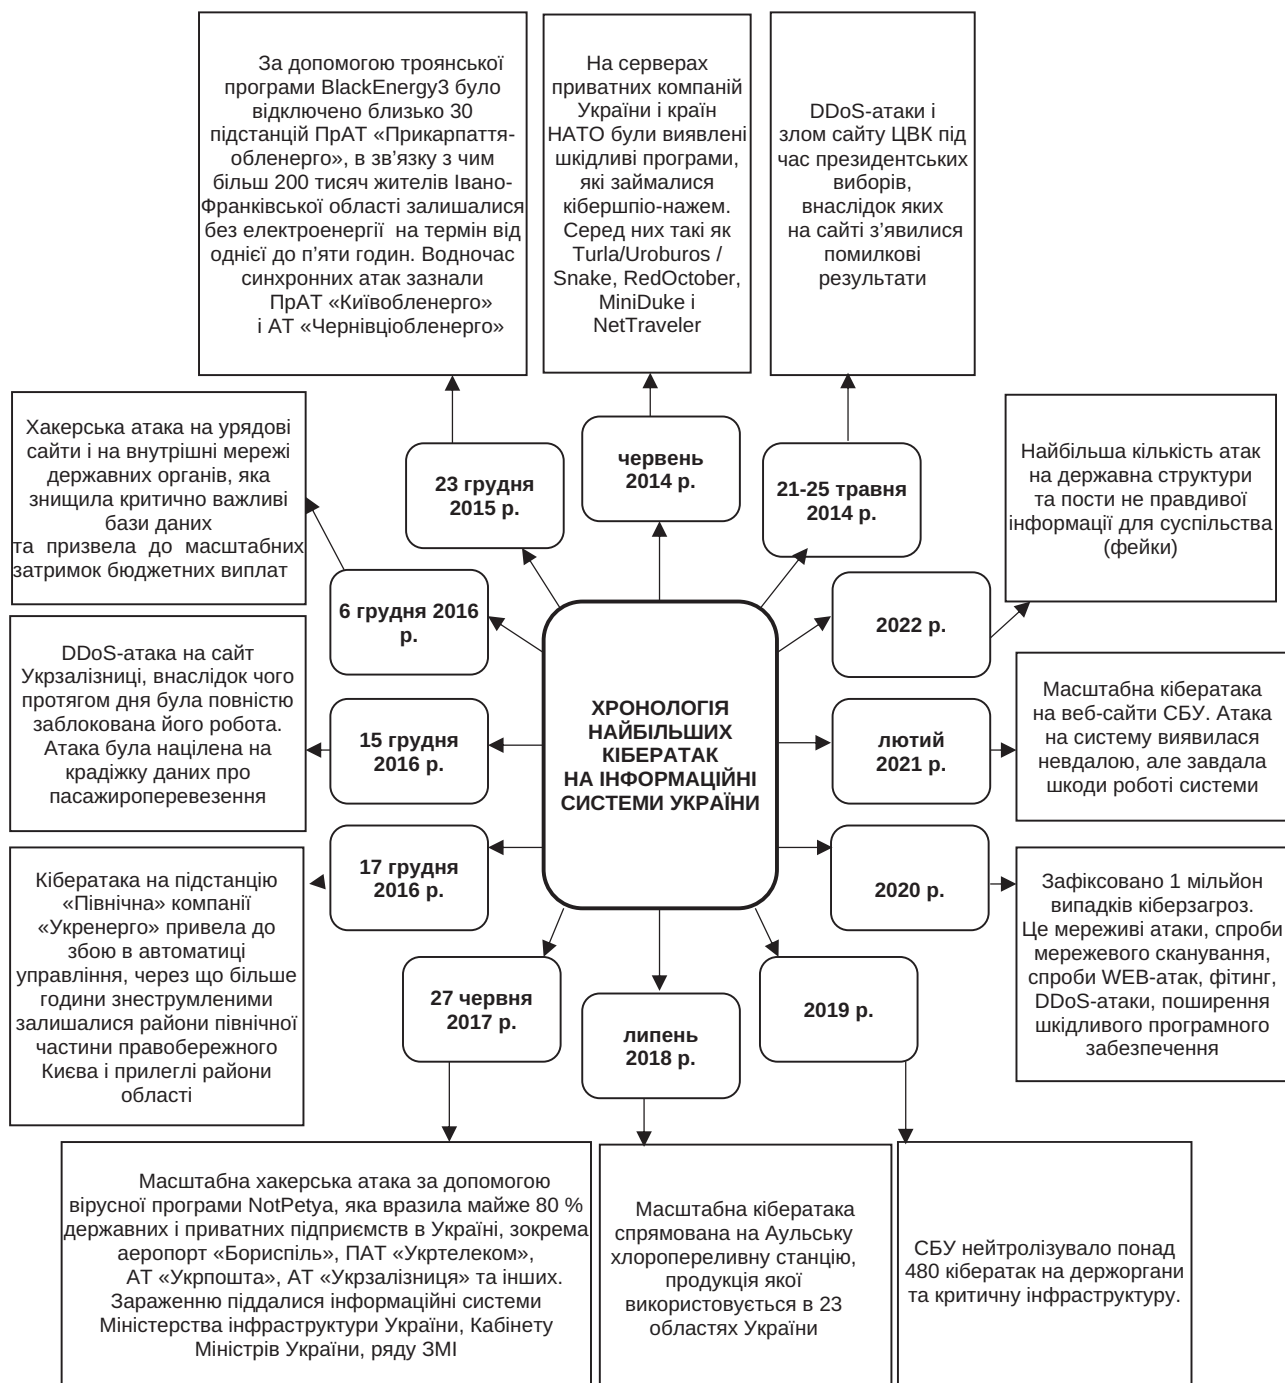 За допомогою троянської
програми BlackEnergy3 було
відключено близько 30
підстанцій ПрАТ «Прикарпаття-
обленерго», в зв’язку з чим
більш 200 тисяч жителів Івано-
Франківської області залишалися
без електроенергії на термін від
однієї до п’яти годин. Водночас
синхронних атак зазнали
ПрАТ «Київобленерго»
і АТ «Чернівціобленерго»
На серверах
приватних компаній
України і країн
НАТО були виявлені
шкідливі програми,
які займалися
кібершпіо-нажем.
Серед них такі як
Turla/Uroburos /
Snake, RedOctober,
MiniDuke і
NetTraveler
DDoS-атаки і
злом сайту ЦВК під
час президентських
виборів,
внаслідок яких
на сайті з’явилися
помилкові
результати
23 грудня
2015 р.
червень
2014 р.
21-25 травня
2014 р.
Хакерська атака на урядові
сайти і на внутрішні мережі
державних органів, яка
знищила критично важливі
бази даних
та призвела до масштабних
затримок бюджетних виплат
6 грудня 2016
р.
2022 р.
Найбільша кількість атак
на державна структури
та пости не правдивої
інформації для суспільства
(фейки)
DDoS-атака на сайт
Укрзалізниці, внаслідок чого
протягом дня була повністю
заблокована його робота.
Атака була націлена на
крадіжку даних про
пасажироперевезення
15 грудня
2016 р.
ХРОНОЛОГІЯ
НАЙБІЛЬШИХ
КІБЕРАТАК
НА ІНФОРМАЦІЙНІ
СИСТЕМИ УКРАЇНИ
лютий
2021 р.
Масштабна кібератака
на веб-сайти СБУ. Атака
на систему виявилася
невдалою, але завдала
шкоди роботі системи
Кібератака на підстанцію
«Північна» компанії
«Укренерго» привела до
збою в автоматиці
управління, через що більше
години знеструмленими
залишалися райони північної
частини правобережного
Києва і прилеглі райони
області
17 грудня
2016 р.
2020 р.
Зафіксовано 1 мільйон
випадків кіберзагроз.
Це мереживі атаки, спроби
мережевого сканування,
спроби WEB-атак, фітинг,
DDoS-атаки, поширення
шкідливого програмного
забезпечення
27 червня
2017 р.
липень
2018 р.
2019 р.
Масштабна хакерська атака за допомогою
вірусної програми NotPetya, яка вразила майже 80 %
державних і приватних підприємств в Україні, зокрема
аеропорт «Бориспіль», ПАТ «Укртелеком»,
АТ «Укрпошта», АТ «Укрзалізниця» та інших.
Зараженню піддалися інформаційні системи
Міністерства інфраструктури України, Кабінету
Міністрів України, ряду ЗМІ
Масштабна кібератака
спрямована на Аульську
хлоропереливну станцію,
продукція якої
використовується в 23
областях України
СБУ нейтролізувало понад
480 кібератак на держоргани
та критичну інфраструктуру.